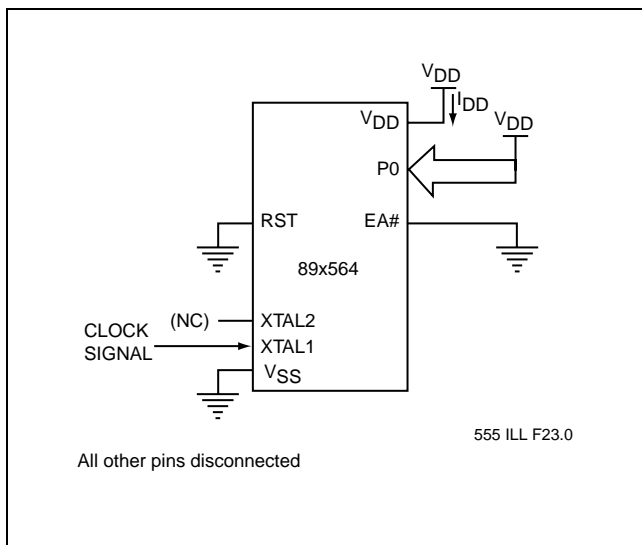 VDD
IDD
VDD
VDD
P0
RST
EA#
89x564
(NC)
XTAL2
CLOCK
SIGNAL
XTAL1
VSS
555 ILL F23.0
All other pins disconnected